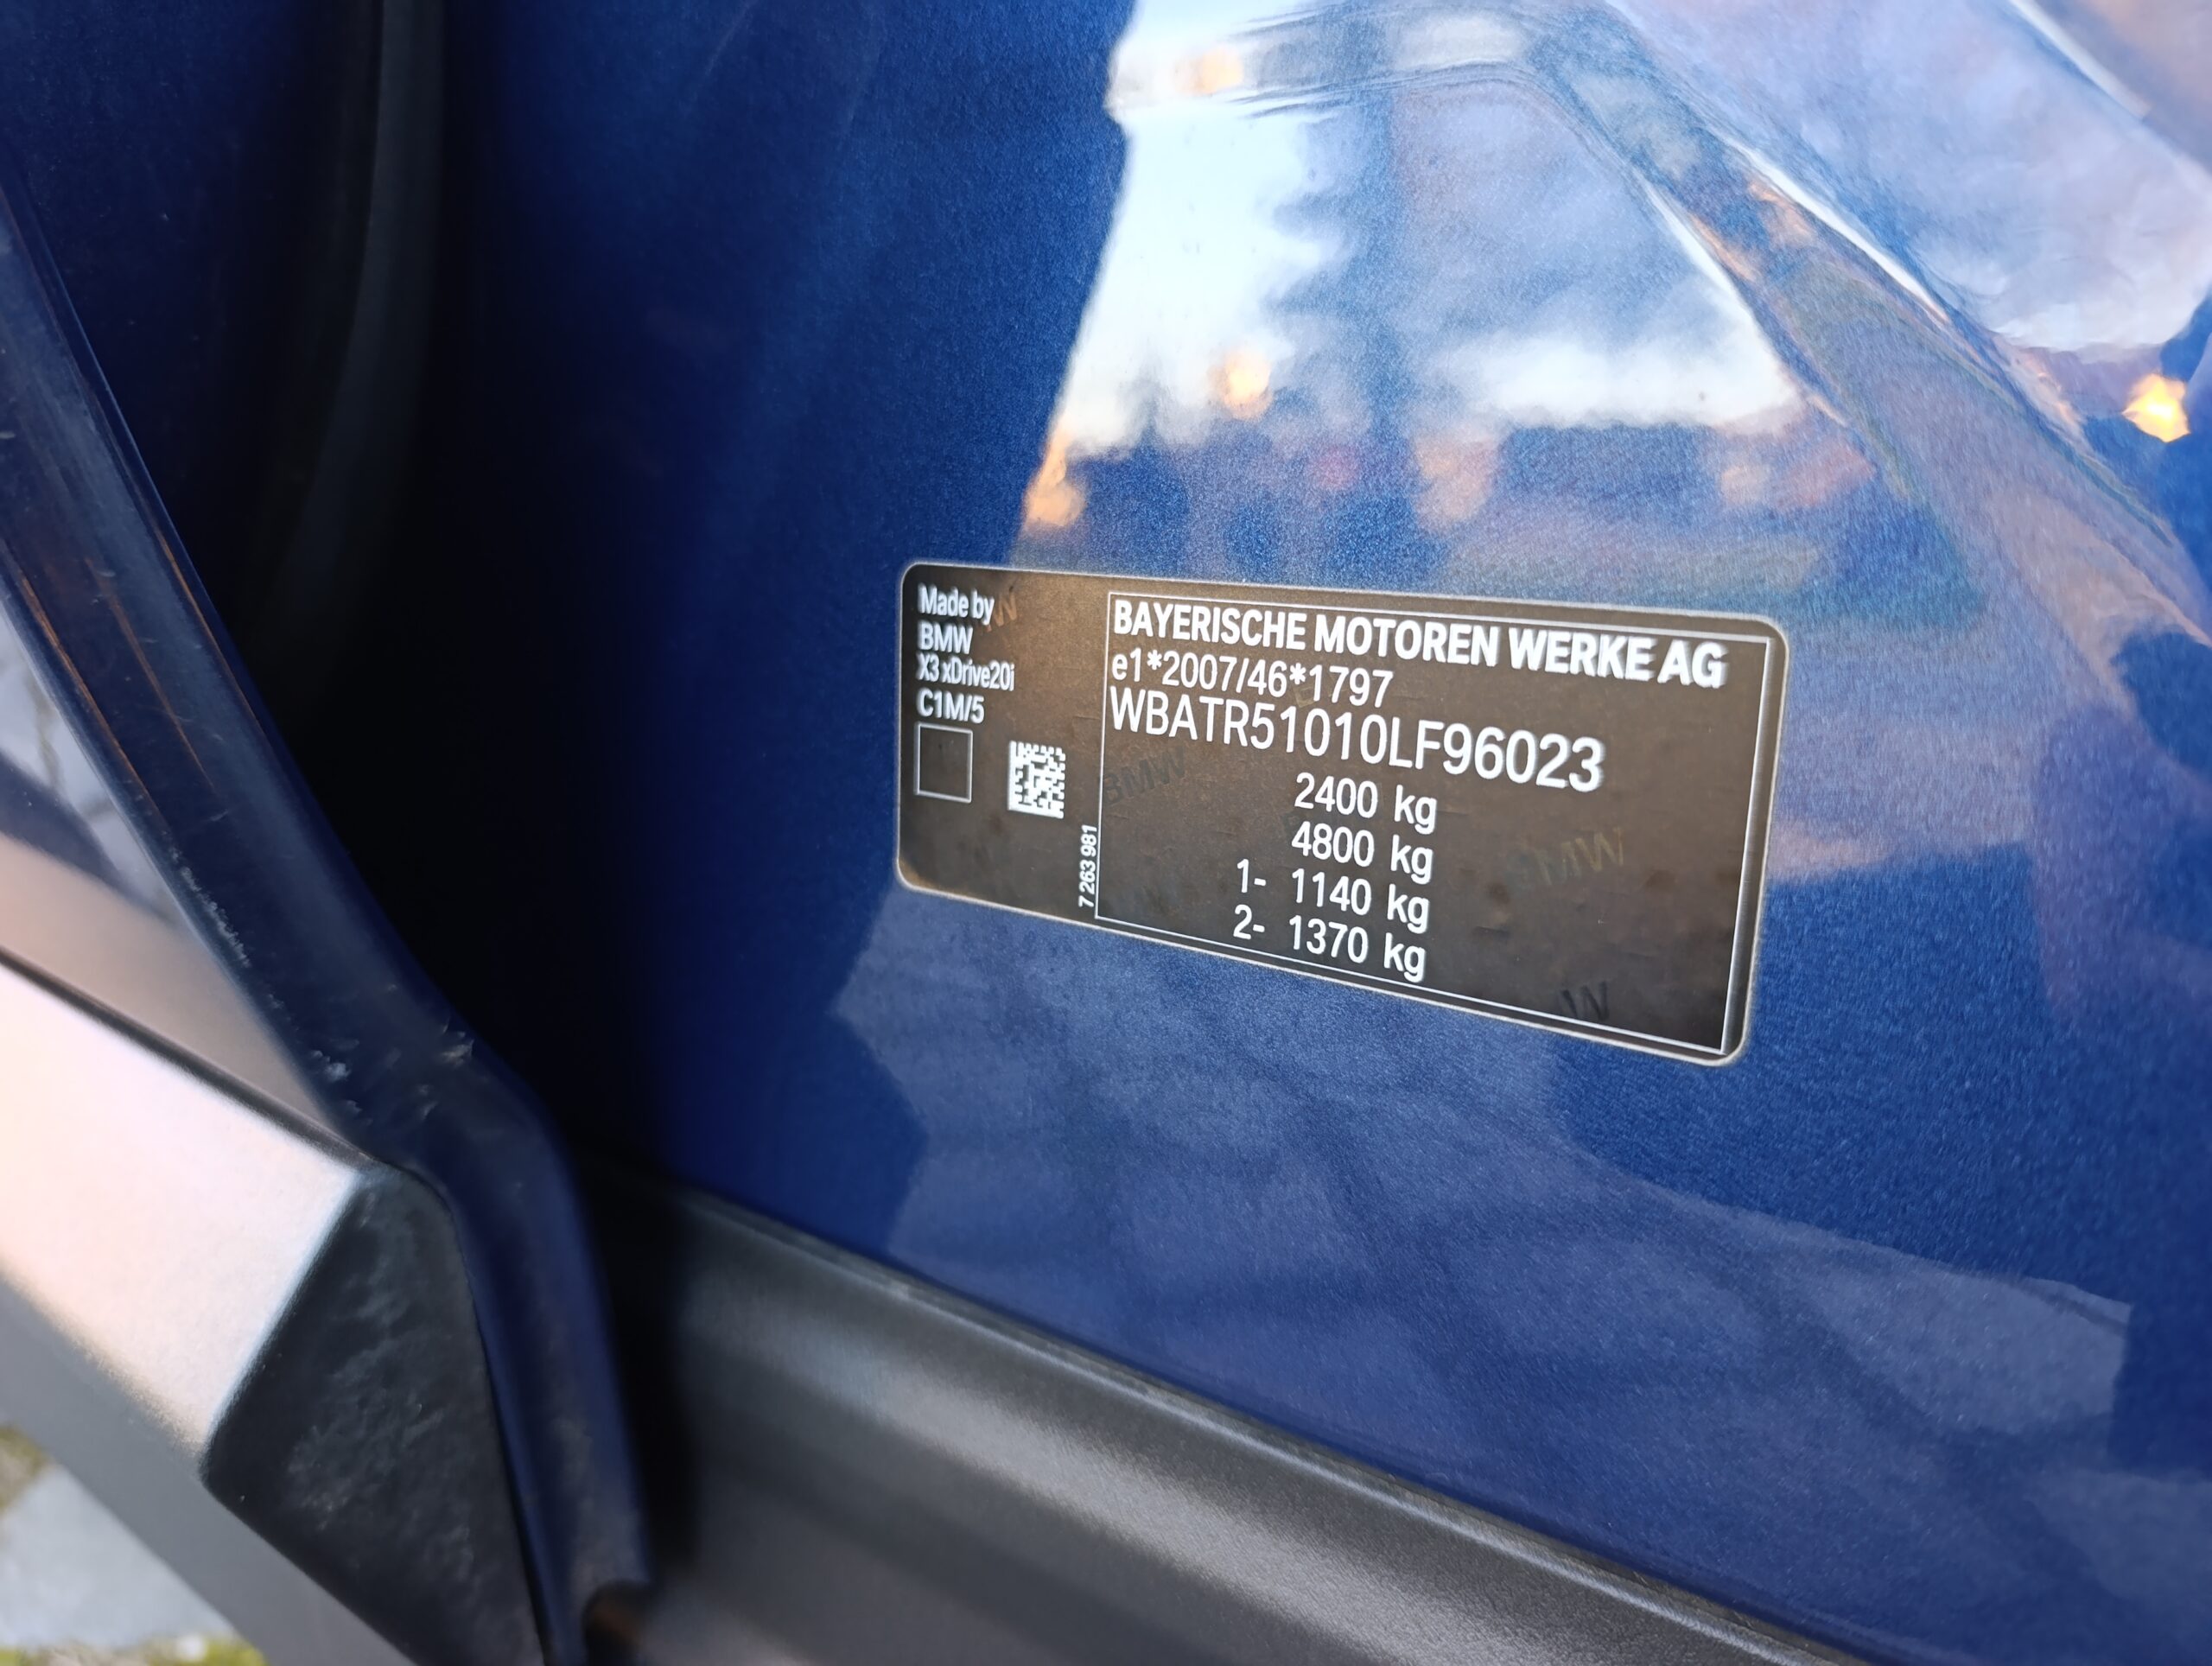 Made by
BMW
X3 xDrive20i
C1M/5
7 263 981
BAYERISCHE MOTOREN WERKE AG
e1*2007/46*1797
WBATR51010LF96023
2400 kg
4800 kg
1- 1140 kg
2- 1370 kg
BMW